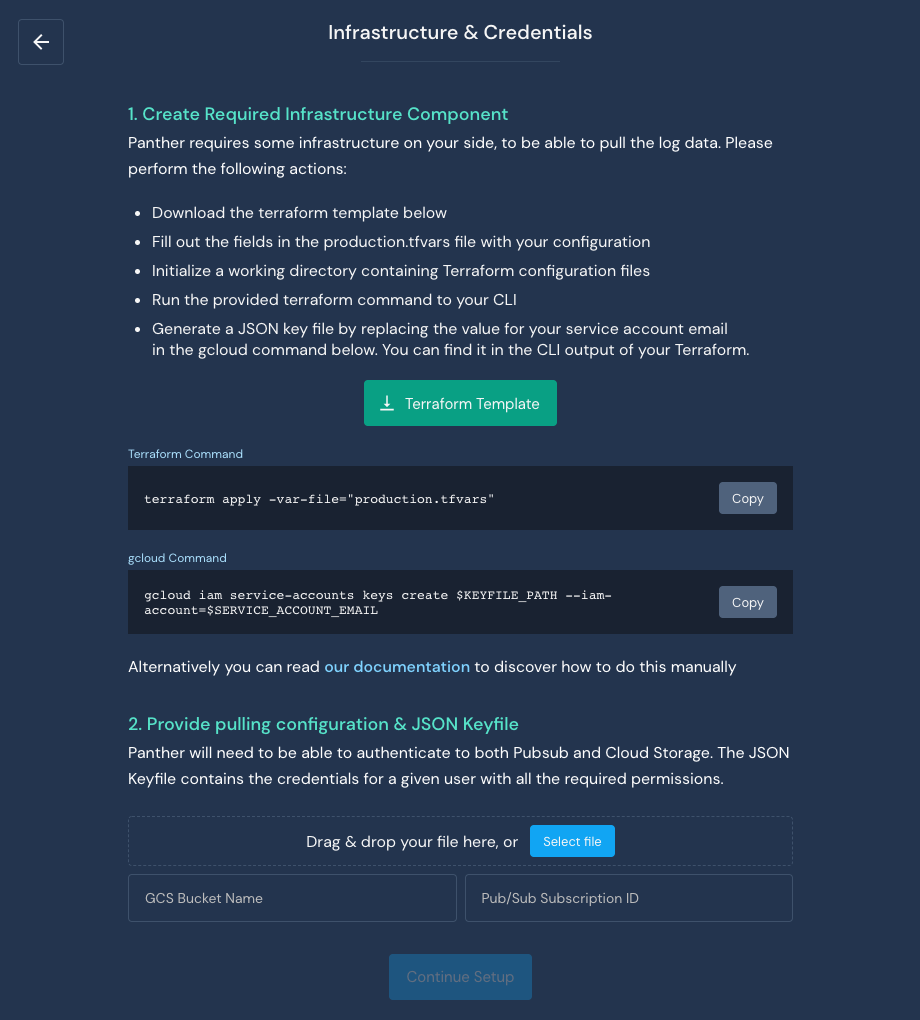 Infrastructure & Credentials
1. Create Required Infrastructure Component
Panther requires some infrastructure on your side, to be able to pull the log data. Please
perform the following actions:
• Download the terraform template below
• Fill out the fields in the production.tfvars file with your configuration
• Initialize a working directory containing Terraform configuration files
• Run the provided terraform command to your CLI
• Generate a JSON key file by replacing the value for your service account email
in the gcloud command below. You can find it in the CLI output of your Terraform.
Terraform Template
Terraform Command
terraform apply -var-file="production.tfvars"
Copy
gcloud Command
gcloud iam service-accounts keys create $KEYFILE_PATH --iam-
account=$SERVICE_ACCOUNT_EMAIL
Copy
Alternatively you can read our documentation to discover how to do this manually
2. Provide pulling configuration & JSON Keyfile
Panther will need to be able to authenticate to both Pubsub and Cloud Storage. The JSON
Keyfile contains the credentials for a given user with all the required permissions.
Drag & drop your file here, or Select file
GCS Bucket Name
Pub/Sub Subscription ID
Continue Setup